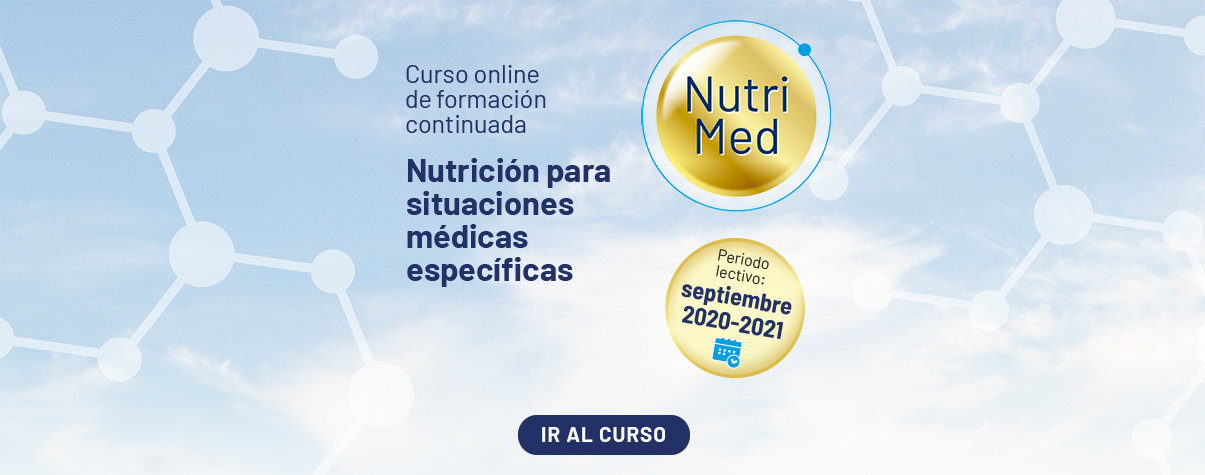 Curso online
de formación
continuada
Nutrición para
situaciones
médicas
específicas
Nutri
Med
Periodo
lectivo:
septiembre
2020-2021
IR AL CURSO